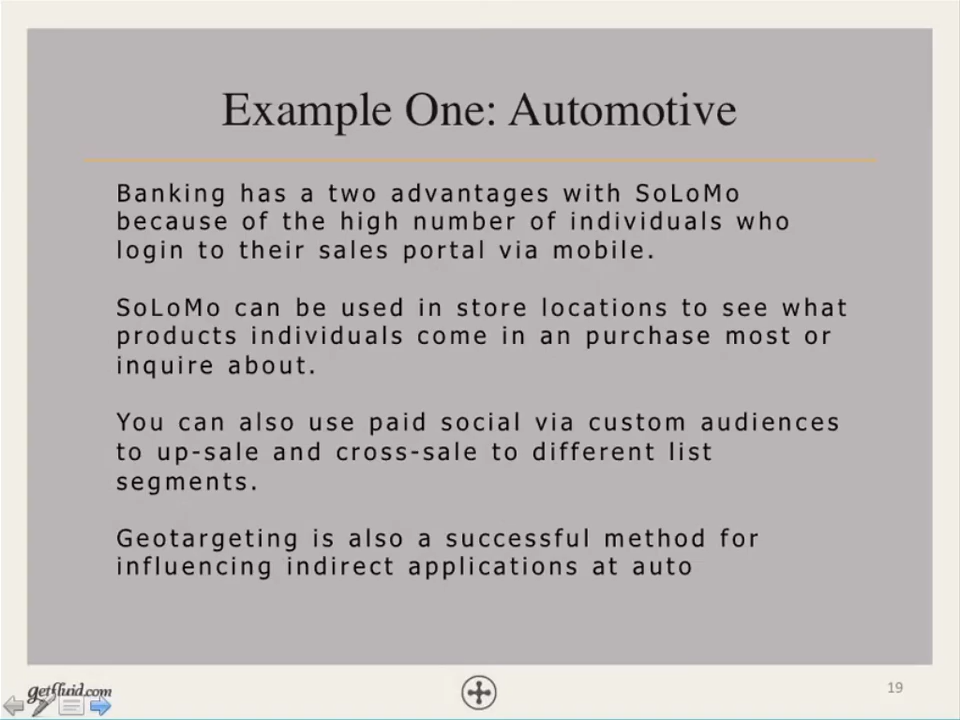 Example One: Automotive
Banking has a two advantages with SoLoMo
because of the high number of individuals who
login to their sales portal via mobile.
SoLoMo can be used in store locations to see what
products individuals come in an purchase most or
inquire about.
You can also use paid social via custom audiences
to up-sale and cross-sale to different list
segments.
Geotargeting is also a successful method for
influencing indirect applications at auto
getfluid.com
19